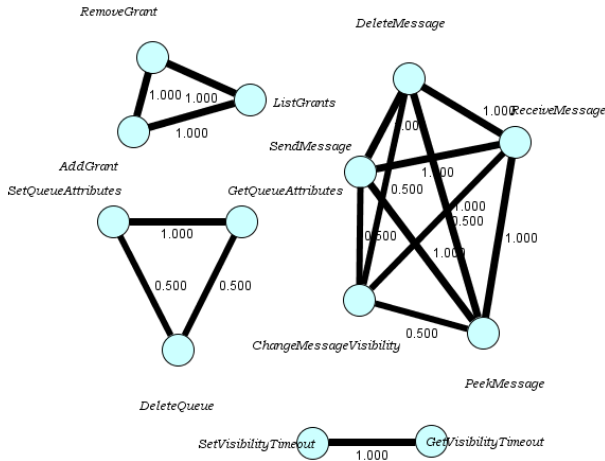 RemoveGrant
DeleteMessage
1.000
1.000
ListGrants
1.000
ReceiveMessage
1.000
1.000
SendMessage
AddGrant
1.000
SetQueueAttributes
GetQueueAttributes
0.500
1.000
0.500
1.000
0.500
1.000
1.000
0.500
0.500
0.500
ChangeMessageVisibility
PeekMessage
DeleteQueue
SetVisibilityTimeout
GetVisibilityTimeout
1.000